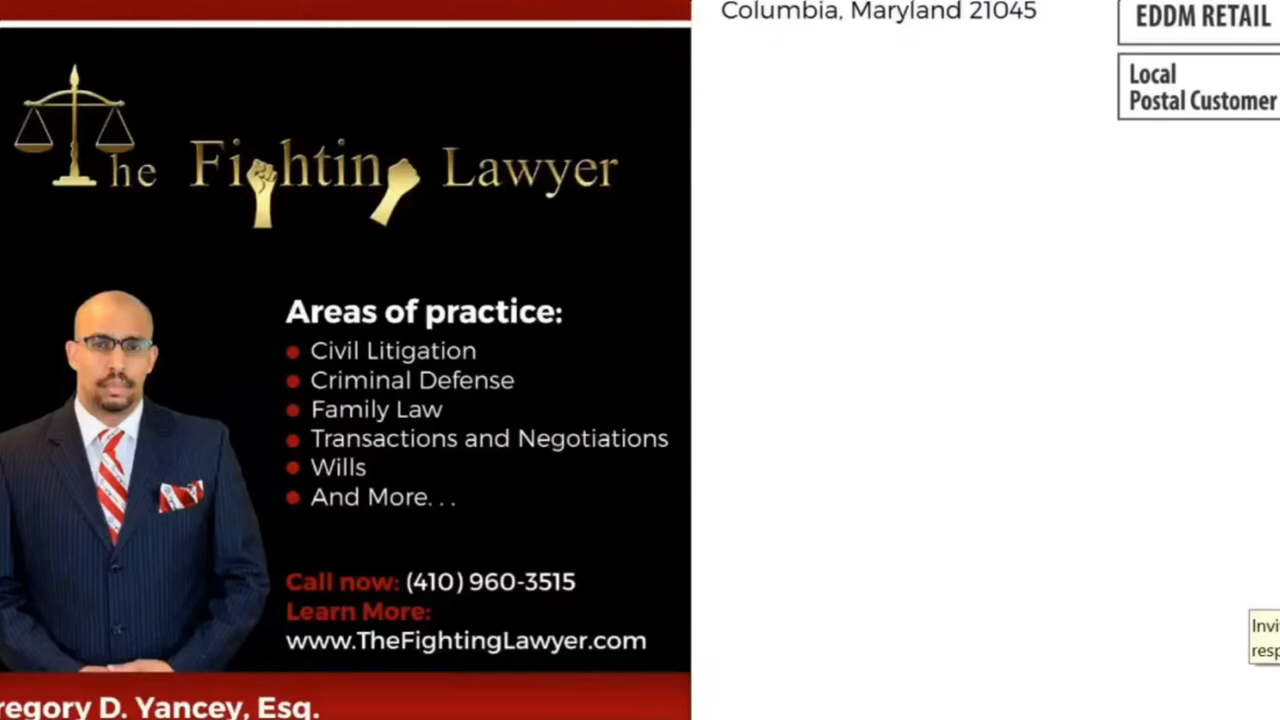 Columbia, Maryland 21045
EDDM RETAIL
Local
Postal Customer
The Fighting Lawyer
Areas of practice:
Civil Litigation
Criminal Defense
Family Law
Transactions and Negotiations
Wills
And More...
Call now: (410) 960-3515
Learn More:
www.TheFightingLawyer.com
regory D. Yancey, Esq.
Invi
resp